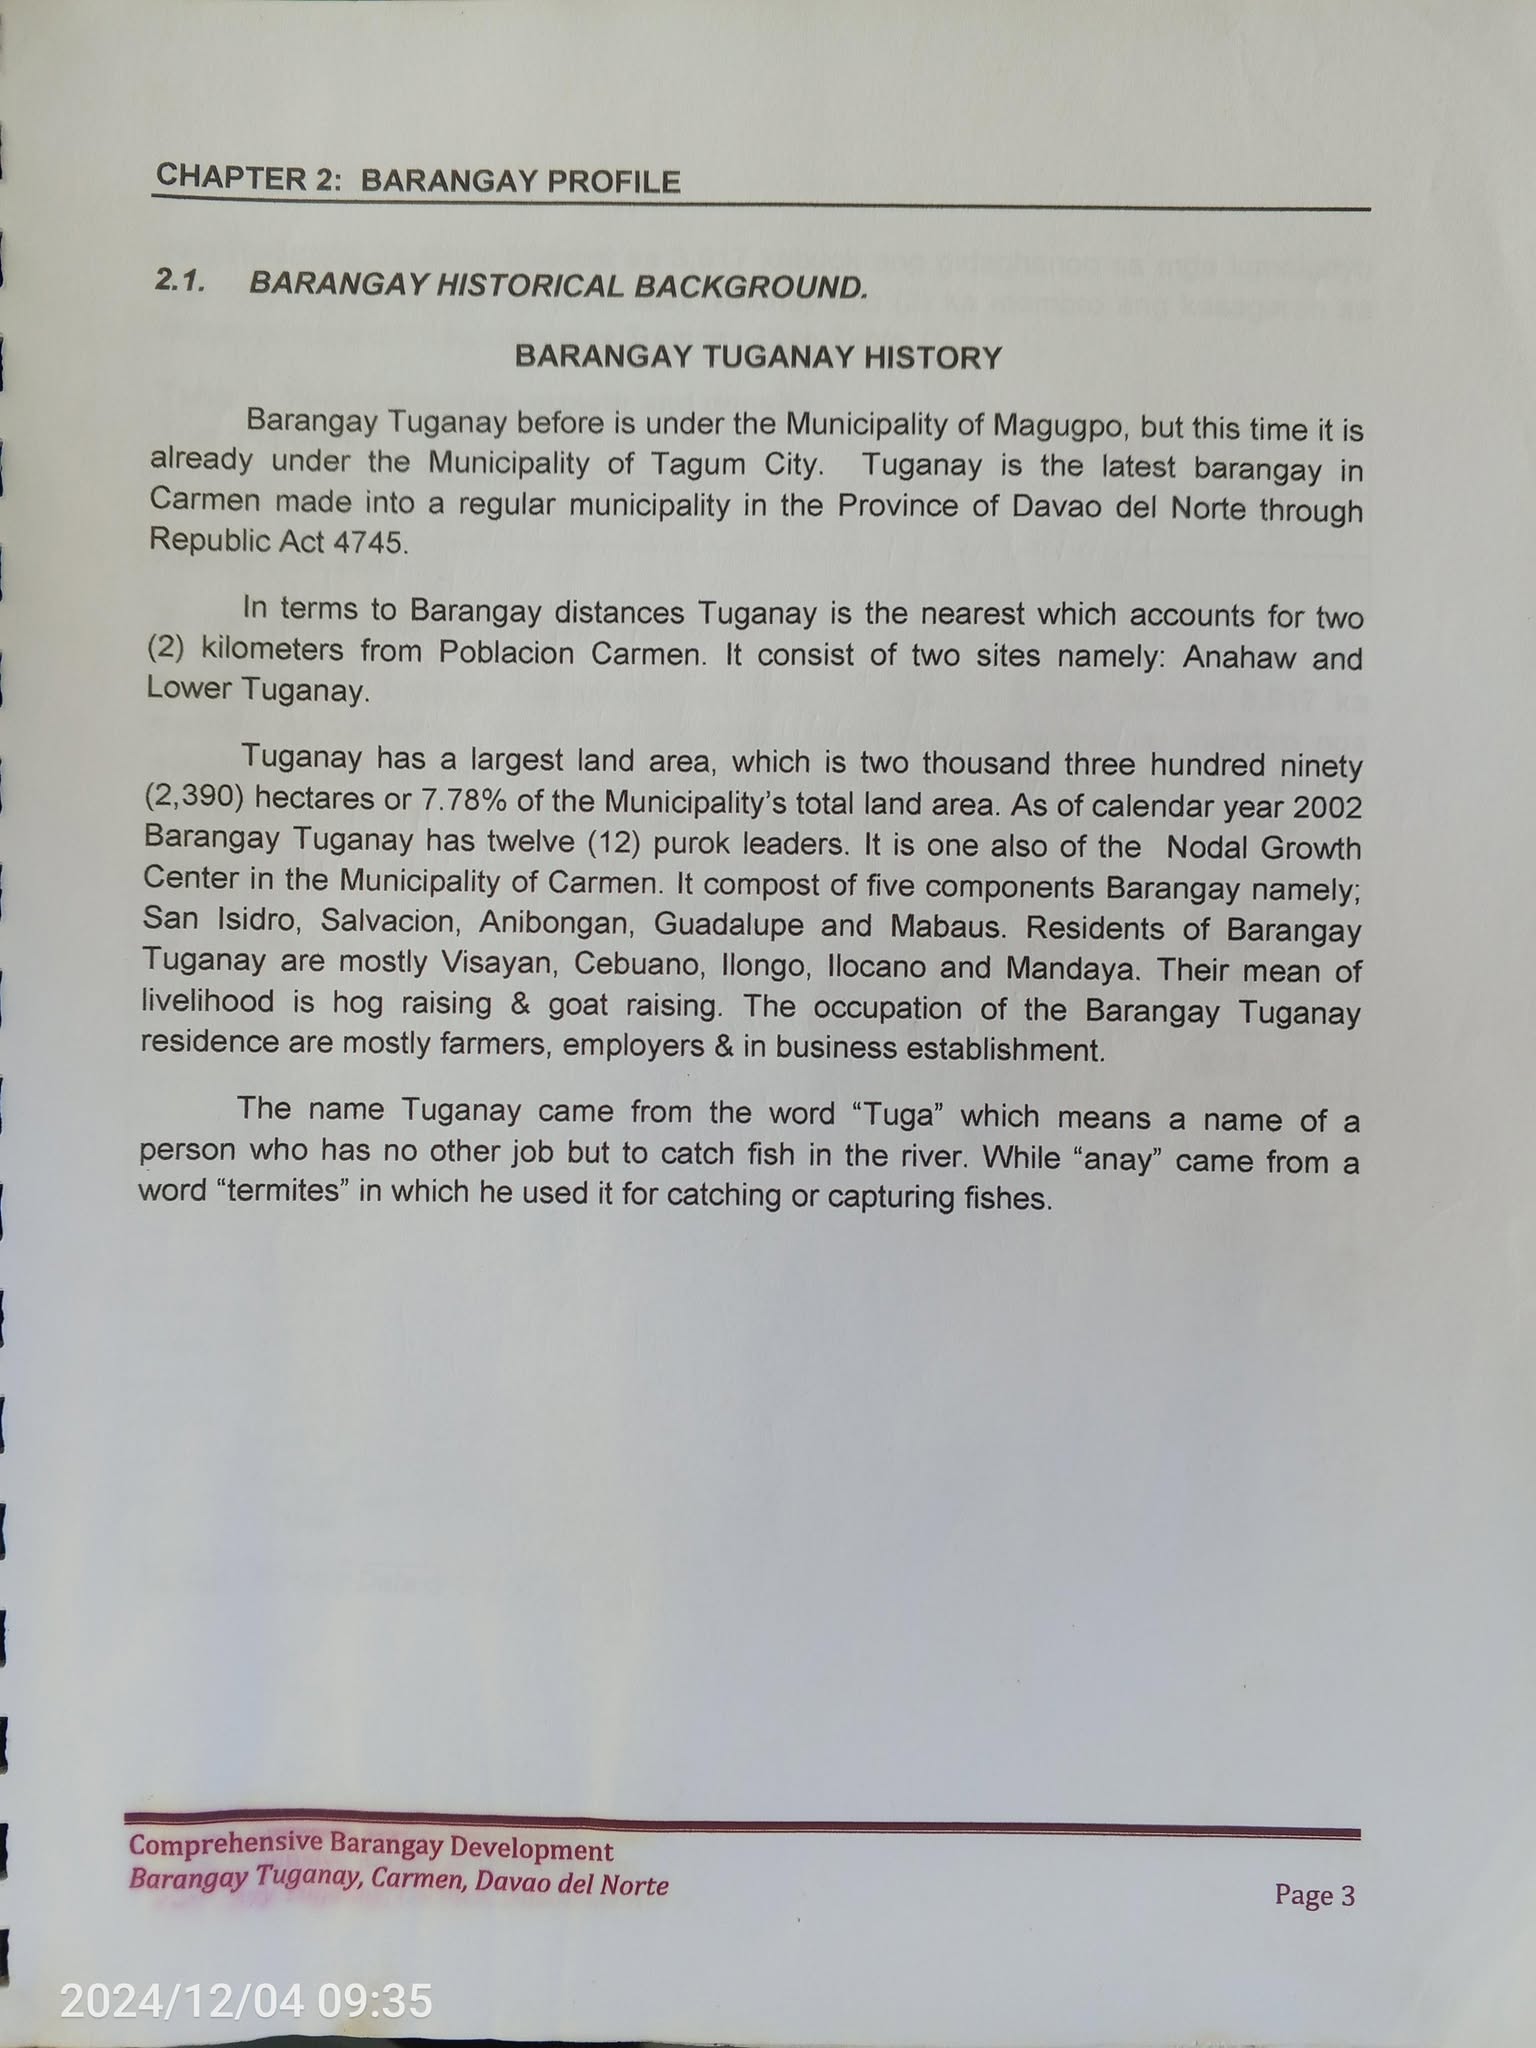 CHAPTER 2: BARANGAY PROFILE
2.1. BARANGAY HISTORICAL BACKGROUND.
BARANGAY TUGANAY HISTORY
Barangay Tuganay before is under the Municipality of Magugpo, but this time it is
already under the Municipality of Tagum City. Tuganay is the latest barangay in
Carmen made into a regular municipality in the Province of Davao del Norte through
Republic Act 4745.
In terms to Barangay distances Tuganay is the nearest which accounts for two
(2) kilometers from Poblacion Carmen. It consist of two sites namely: Anahaw and
Lower Tuganay.
Tuganay has a largest land area, which is two thousand three hundred ninety
(2,390) hectares or 7.78% of the Municipality's total land area. As of calendar year 2002
Barangay Tuganay has twelve (12) purok leaders. It is one also of the Nodal Growth
Center in the Municipality of Carmen. It compost of five components Barangay namely;
San Isidro, Salvacion, Anibongan, Guadalupe and Mabaus. Residents of Barangay
Tuganay are mostly Visayan, Cebuano, Ilongo, Ilocano and Mandaya. Their mean of
livelihood is hog raising & goat raising. The occupation of the Barangay Tuganay
residence are mostly farmers, employers & in business establishment.
The name Tuganay came from the word “Tuga” which means a name of a
person who has no other job but to catch fish in the river. While “anay” came from a
word “termites” in which he used it for catching or capturing fishes.
Comprehensive Barangay Development
Barangay Tuganay, Carmen, Davao del Norte
Page 3
2024/12/04 09:35